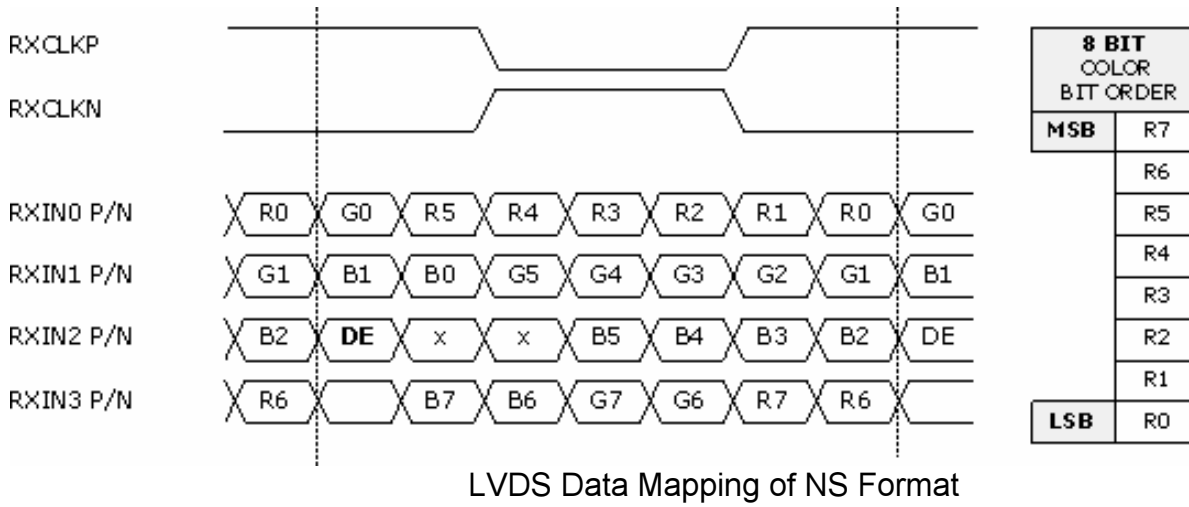 RXCLKP
RXCLKN
RXIN0 P/N R0 G0 R5 R4 R3 R2 R1 R0 G0
RXIN1 P/N G1 B1 B0 G5 G4 G3 G2 G1 B1
RXIN2 P/N B2 DE x x B5 B4 B3 B2 DE
RXIN3 P/N R6 B7 B6 G7 G6 R7 R6
8 BIT
COLOR
BIT ORDER
MSB R7
R6
R5
R4
R3
R2
R1
LSB R0
LVDS Data Mapping of NS Format